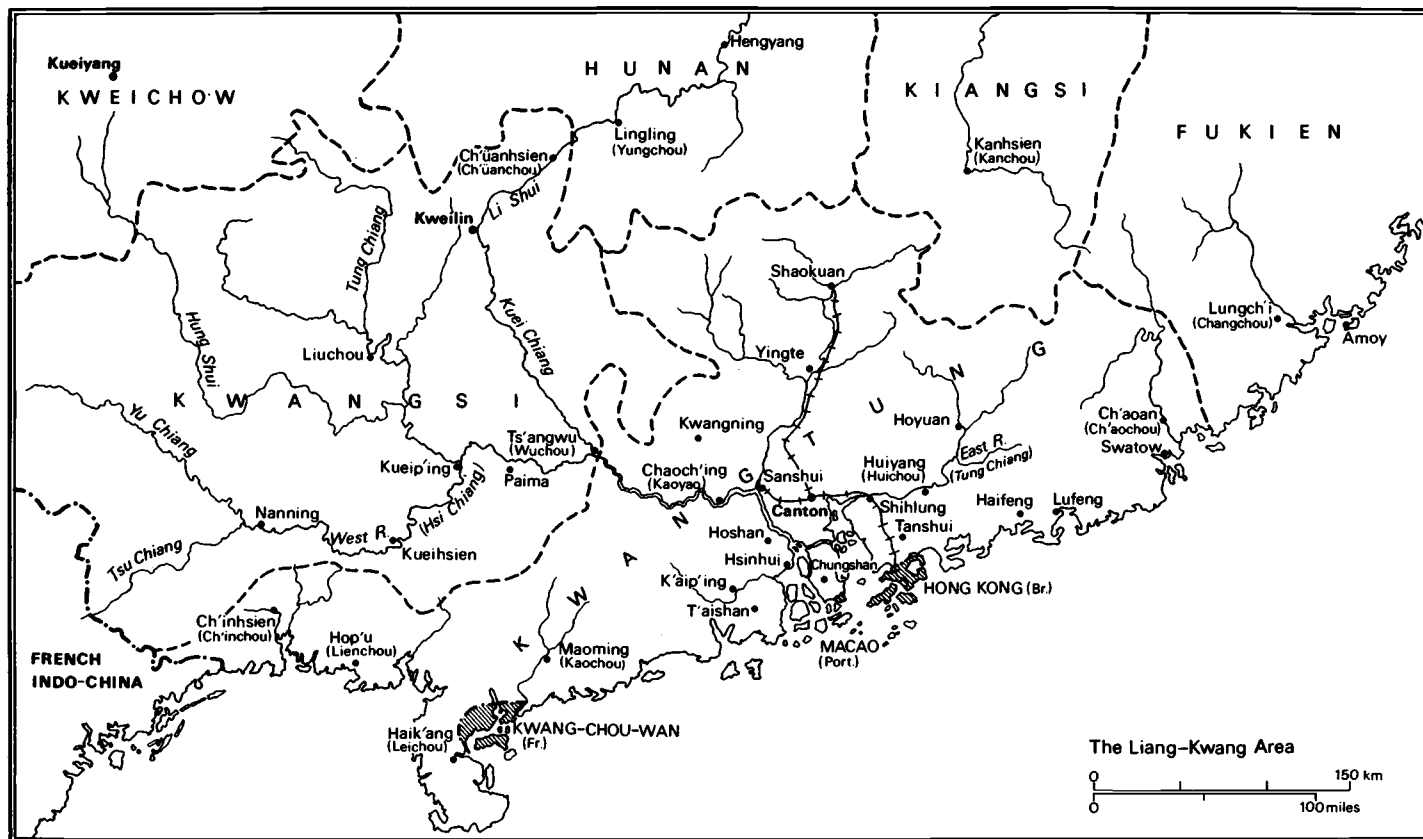 Hengyang
Kueiyang
HUNAN
KWEICHOW
KIANGSI
FUKIEN
Lingling
(Yungchou)
Ch'üanhsien
(Ch'üanchou)
Kanhsien
(Kanchou)
Li Shui
Kweilin
Tung Chiang
Shaokuan
Kuei Chiang
Hung Shui
Lungch'i
(Changchou)
Amoy
Liuchou
Yingte
KWANGSI
KWANGTUNG
Yu Chiang
Kwangning
Hoyuan
Ch'aoan
(Ch'aochou)
Swatow
Ts'angwu
(Wuchou)
East R.
(Tung Chiang)
Kueip'ing
Paima
Chaoch'ing
(Kaoyao)
Sanshui
Huiyang
(Huichou)
Canton
Shihlung
Haifeng
Lufeng
Nanning
West R.
(Hsi Chiang)
Kueihsien
Tanshui
Hoshan
Hsinhui
Chungshan
Tsu Chiang
K'aip'ing
T'aishan
HONG KONG (Br.)
MACAO
(Port.)
Ch'inhsien
(Ch'inchou)
Hop'u
(Lienchou)
Maoming
(Kaochou)
FRENCH
INDO-CHINA
KWANG-CHOU-WAN
(Fr.)
Haik'ang
(Leichou)
The Liang-Kwang Area
0 150 km
0 100 miles